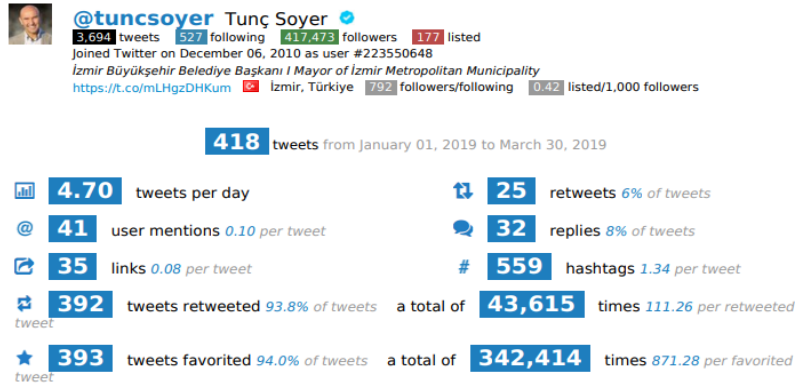 @tuncsoyer Tunç Soyer
3,694 tweets 527 following 417,473 followers 177 listed
Joined Twitter on December 06, 2010 as user #223550648
İzmir Büyükşehir Belediye Başkanı I Mayor of İzmir Metropolitan Municipality
https://t.co/mLHgzDHKum İzmir, Türkiye 792 followers/following 0.42 listed/1,000 followers
418 tweets from January 01, 2019 to March 30, 2019
4.70 tweets per day
25 retweets 6% of tweets
@ 41 user mentions 0.10 per tweet
32 replies 8% of tweets
35 links 0.08 per tweet
# 559 hashtags 1.34 per tweet
392 tweets retweeted 93.8% of tweets a total of 43,615 times 111.26 per retweeted
tweet
393 tweets favorited 94.0% of tweets a total of 342,414 times 871.28 per favorited
tweet